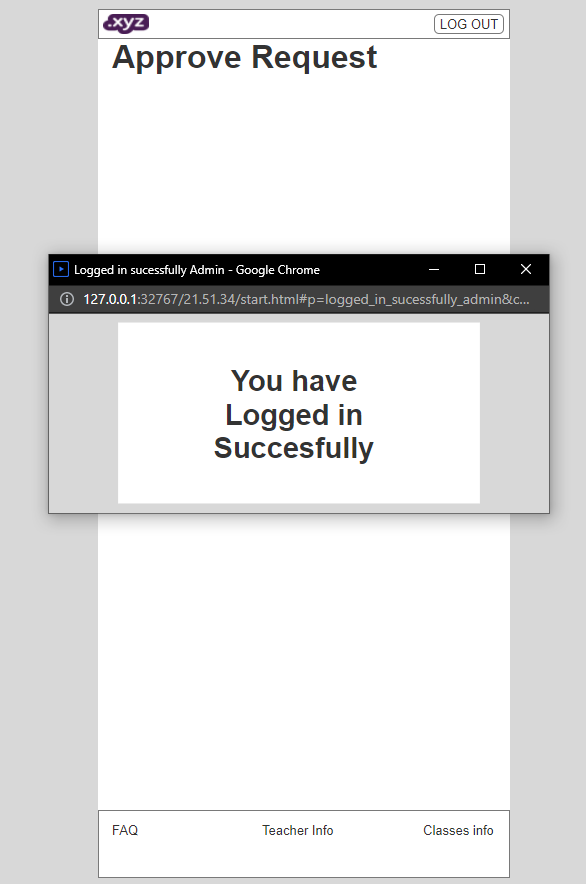 .xyz
LOG OUT
Approve Request
Logged in sucessfully Admin - Google Chrome
127.0.0.1:32767/21.51.34/start.html#p=logged_in_sucessfully_admin&c...
You have
Logged in
Succesfully
FAQ
Teacher Info
Classes info